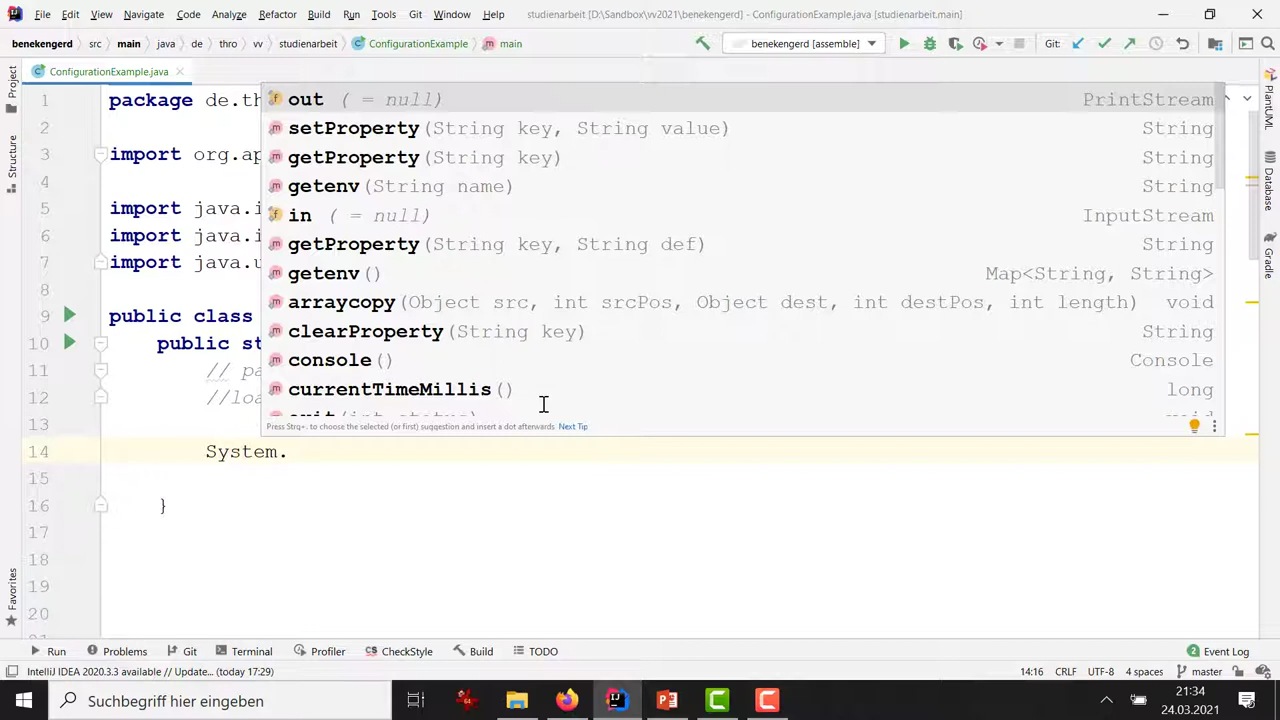 File Edit View Navigate Code Analyze Refactor Build Run Tools Git Window Help studienarbeit [D:\Sandbox\vv2021\benekengerd] - ConfigurationExample.java [studienarbeit.main]
benekengerd src main java de thro vv studienarbeit ConfigurationExample main benekengerd [assemble] Git:
ConfigurationExample.java
Project
Structure
Favorites
PlantUML
Database
Gradle
1 package de.th
2
3 import org.ap
4
5 import java.i
6 import java.i
7 import java.u
8
9 public class
10 public st
11 // pa
12 //loa
13
14 System.
15
16 }
17
18
19
20
out ( = null) PrintStream
setProperty(String key, String value) String
getProperty(String key) String
getenv(String name) String
in ( = null) InputStream
getProperty(String key, String def) String
getenv() Map<String, String>
arraycopy(Object src, int srcPos, Object dest, int destPos, int length) void
clearProperty(String key) String
console() Console
currentTimeMillis() long
exit(int status) void
Press Strg+. to choose the selected (or first) suggestion and insert a dot afterwards Next Tip
Run Problems Git Terminal Profiler CheckStyle Build TODO 2 Event Log
IntelliJ IDEA 2020.3.3 available // Update... (today 17:29) 14:16 CRLF UTF-8 4 spaces master
Suchbegriff hier eingeben
64
21:34
24.03.2021